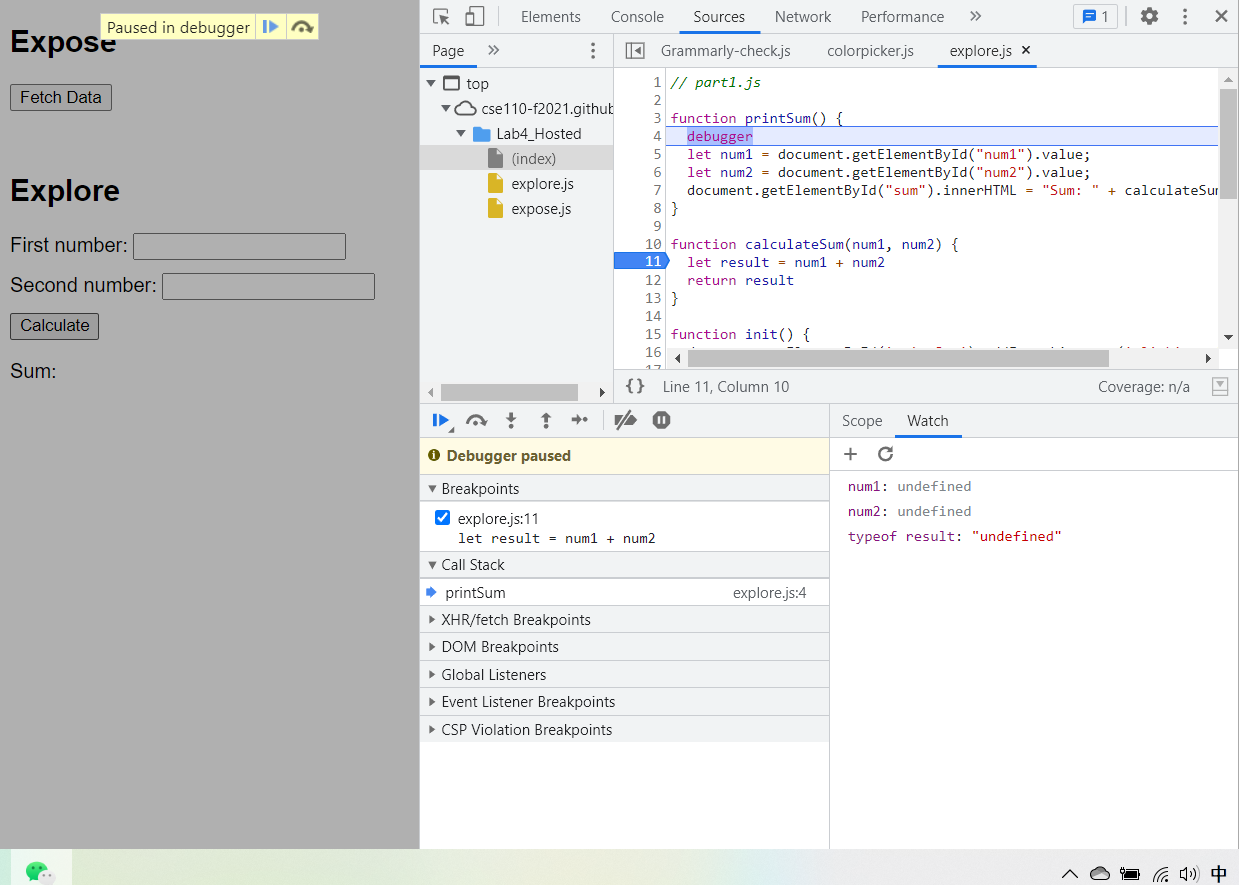 Paused in debugger
Expose
Fetch Data
Explore
First number:
Second number:
Calculate
Sum:
Elements Console Sources Network Performance » 1
Page »
top
cse110-f2021.github
Lab4_Hosted
(index)
explore.js
expose.js
Grammarly-check.js colorpicker.js explore.js ×
1 // part1.js
2
3 function printSum() {
4 debugger
5 let num1 = document.getElementById("num1").value;
6 let num2 = document.getElementById("num2").value;
7 document.getElementById("sum").innerHTML = "Sum: " + calculateSum
8 }
9
10 function calculateSum(num1, num2) {
11 let result = num1 + num2
12 return result
13 }
14
15 function init() {
16
17
{} Line 11, Column 10 Coverage: n/a
Debugger paused
Breakpoints
explore.js:11
let result = num1 + num2
Call Stack
printSum explore.js:4
XHR/fetch Breakpoints
DOM Breakpoints
Global Listeners
Event Listener Breakpoints
CSP Violation Breakpoints
Scope Watch
num1: undefined
num2: undefined
typeof result: "undefined"
中